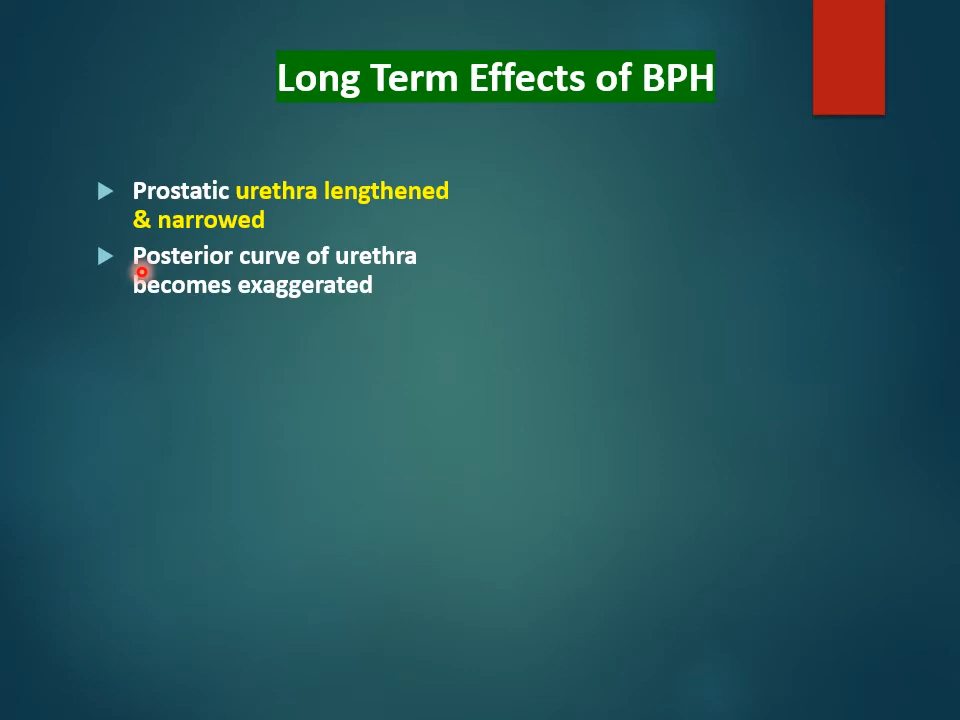 Long Term Effects of BPH
Prostatic urethra lengthened
& narrowed
Posterior curve of urethra
becomes exaggerated